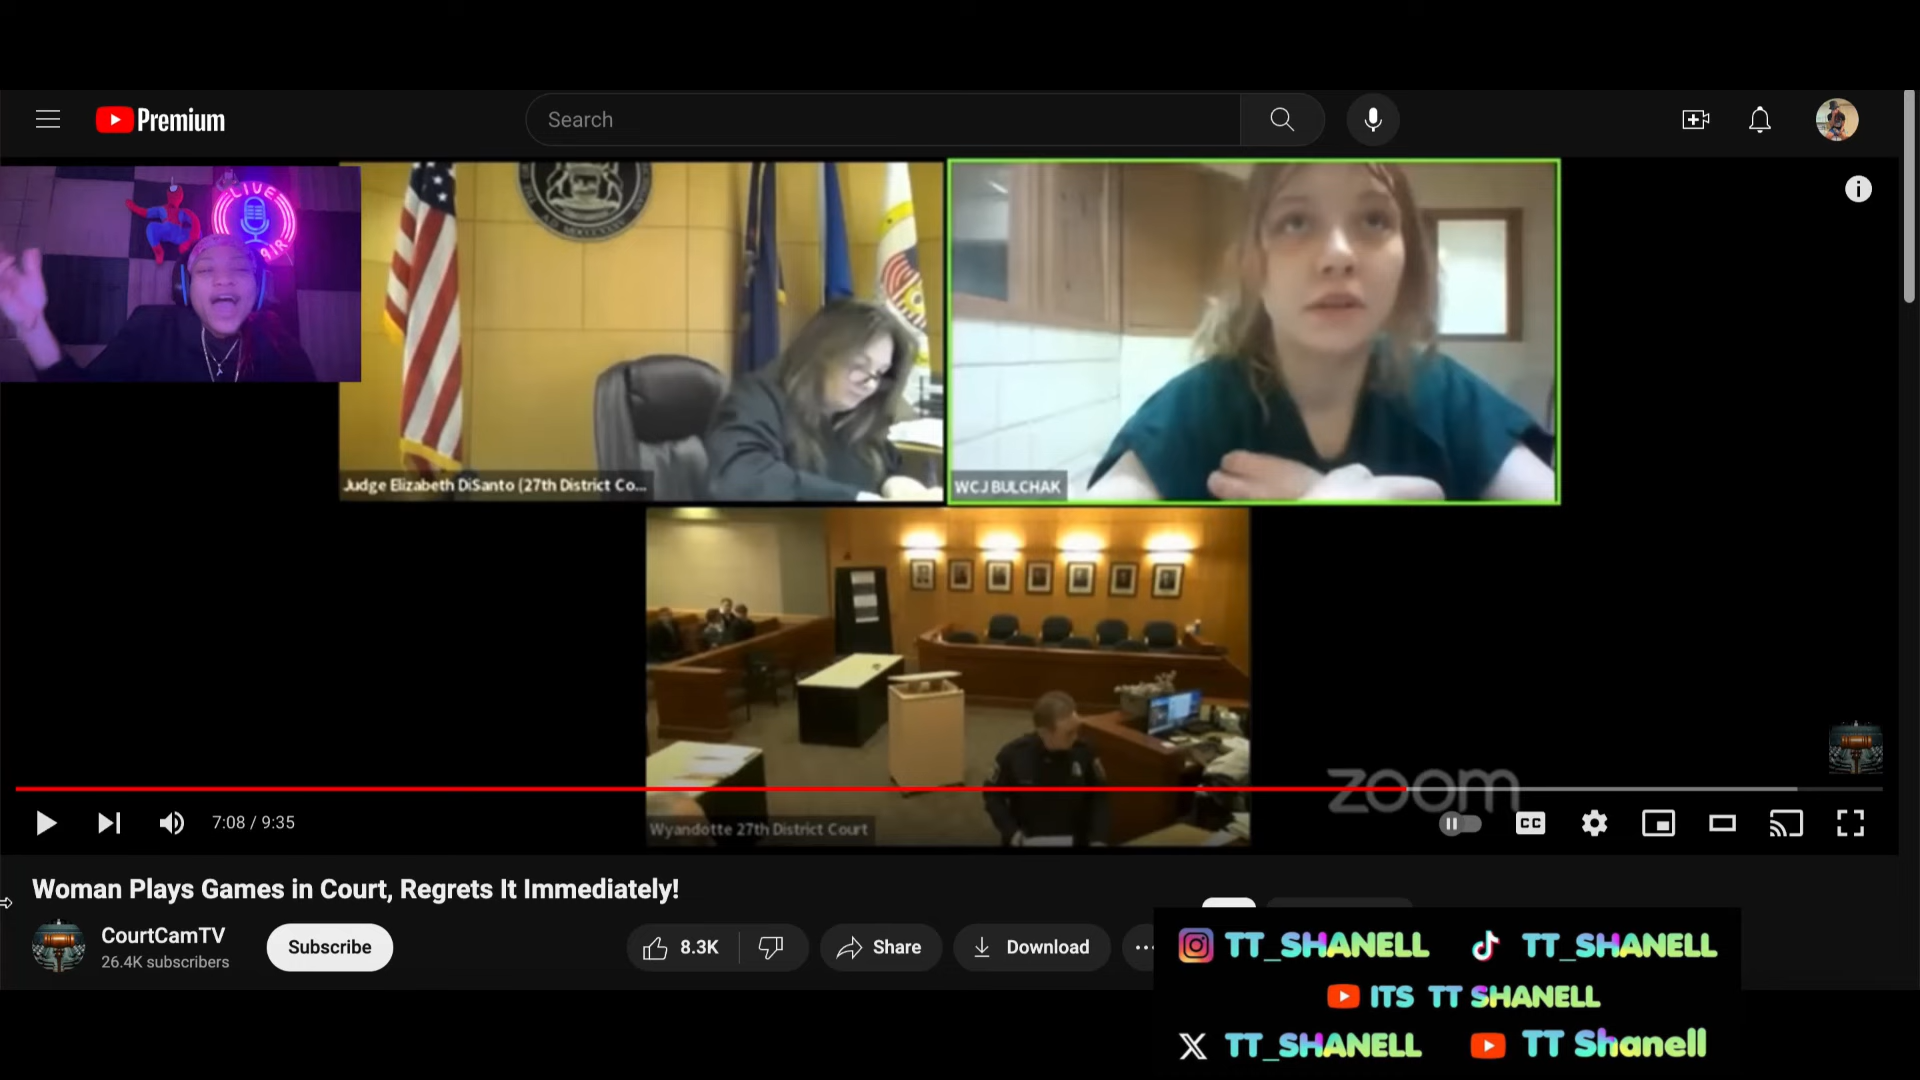 Premium
Search
LIVE
AIR
Judge Elizabeth DiSanto (27th District Co...
WCJ BULCHAK
Wyandotte 27th District Court
zoom
7:08 / 9:35
CC
Woman Plays Games in Court, Regrets It Immediately!
CourtCamTV
26.4K subscribers
Subscribe
8.3K
Share
Download
TT_SHANELL
TT_SHANELL
ITS TT SHANELL
TT_SHANELL
TT Shanell